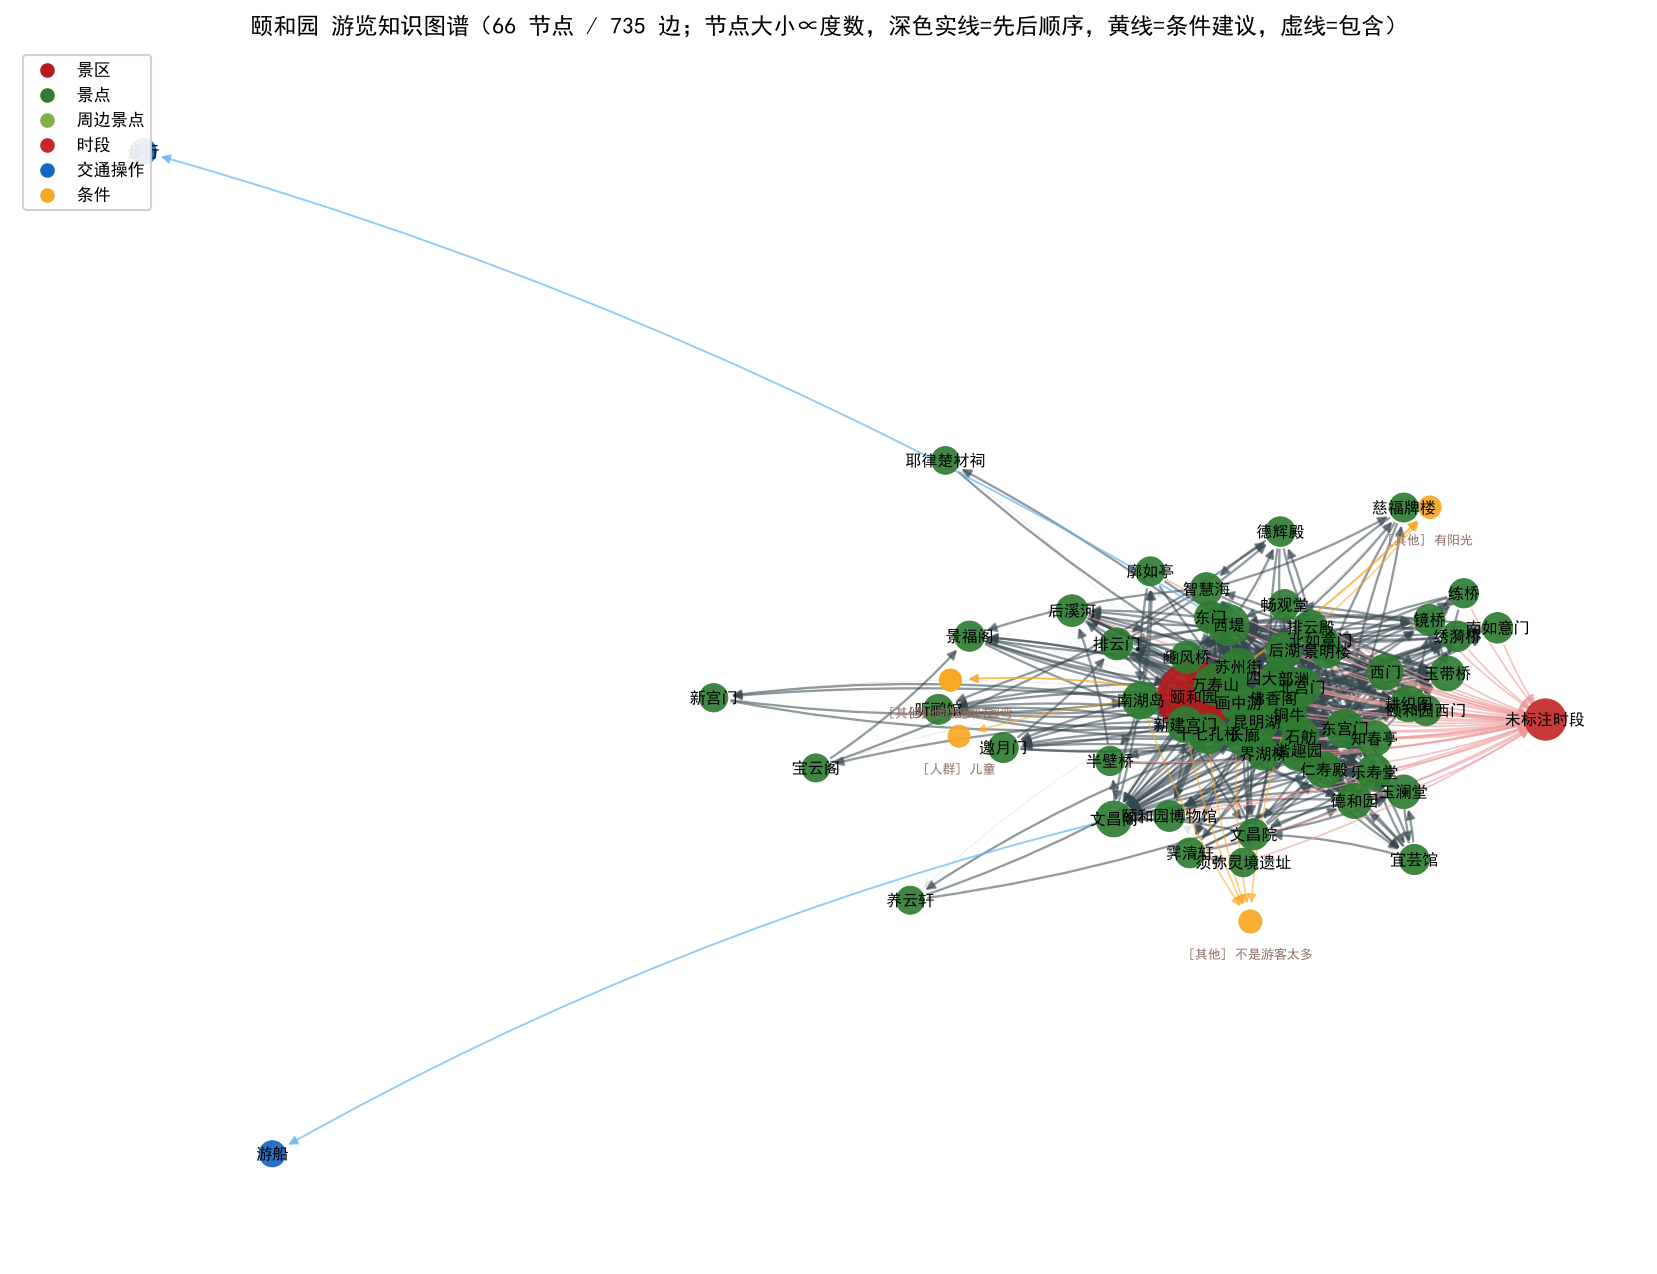 颐和园 游览知识图谱（66 节点 / 735 边；节点大小∝度数，深色实线=先后顺序，黄线=条件建议，虚线=包含）
景区
景点
周边景点
时段
交通操作
条件
耶律楚材祠
慈福牌楼
[其他] 有阳光
德辉殿
廓如亭
智慧海
练桥
后溪河
畅观堂
东门
西堤
镜桥
南如意门
排云殿
绣漪桥
景福阁
排云门
北如意门
后湖
景明楼
豳风桥
苏州街
西门
玉带桥
四大部洲
万寿山
北宫门
新宫门
南湖岛
颐和园
画中游
佛香阁
耕织图
颐和园西门
听鹂馆
铜牛
未标注时段
新建宫门
昆明湖
十七孔桥
长廊
石舫
东宫门
知春亭
邀月门
界湖桥
谐趣园
半壁桥
宝云阁
[人群] 儿童
仁寿殿
乐寿堂
玉澜堂
德和园
文昌阁
颐和园博物馆
文昌院
霁清轩
须弥灵境遗址
宜芸馆
养云轩
[其他] 不是游客太多
游船